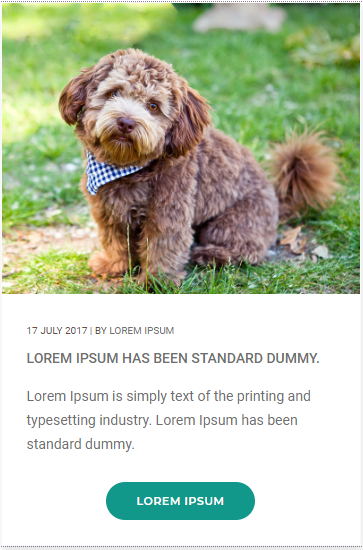 17 JULY 2017 | BY LOREM IPSUM
LOREM IPSUM HAS BEEN STANDARD DUMMY.
Lorem Ipsum is simply text of the printing and
typesetting industry. Lorem Ipsum has been
standard dummy.
LOREM IPSUM